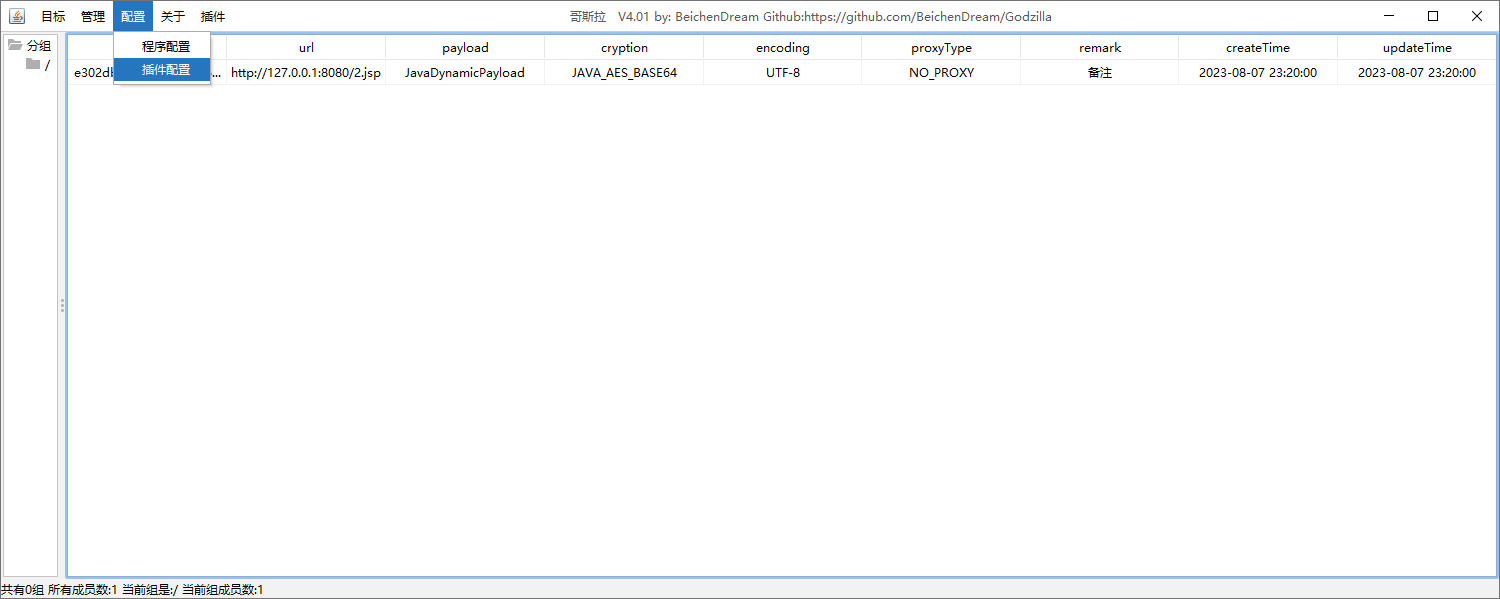 目标 管理 配置 关于 插件 哥斯拉 V4.01 by: BeichenDream Github:https://github.com/BeichenDream/Godzilla
分组
/
程序配置
插件配置
url payload cryption encoding proxyType remark createTime updateTime
... http://127.0.0.1:8080/2.jsp JavaDynamicPayload JAVA_AES_BASE64 UTF-8 NO_PROXY 备注 2023-08-07 23:20:00 2023-08-07 23:20:00
共有0组 所有成员数:1 当前组是:/ 当前组成员数:1